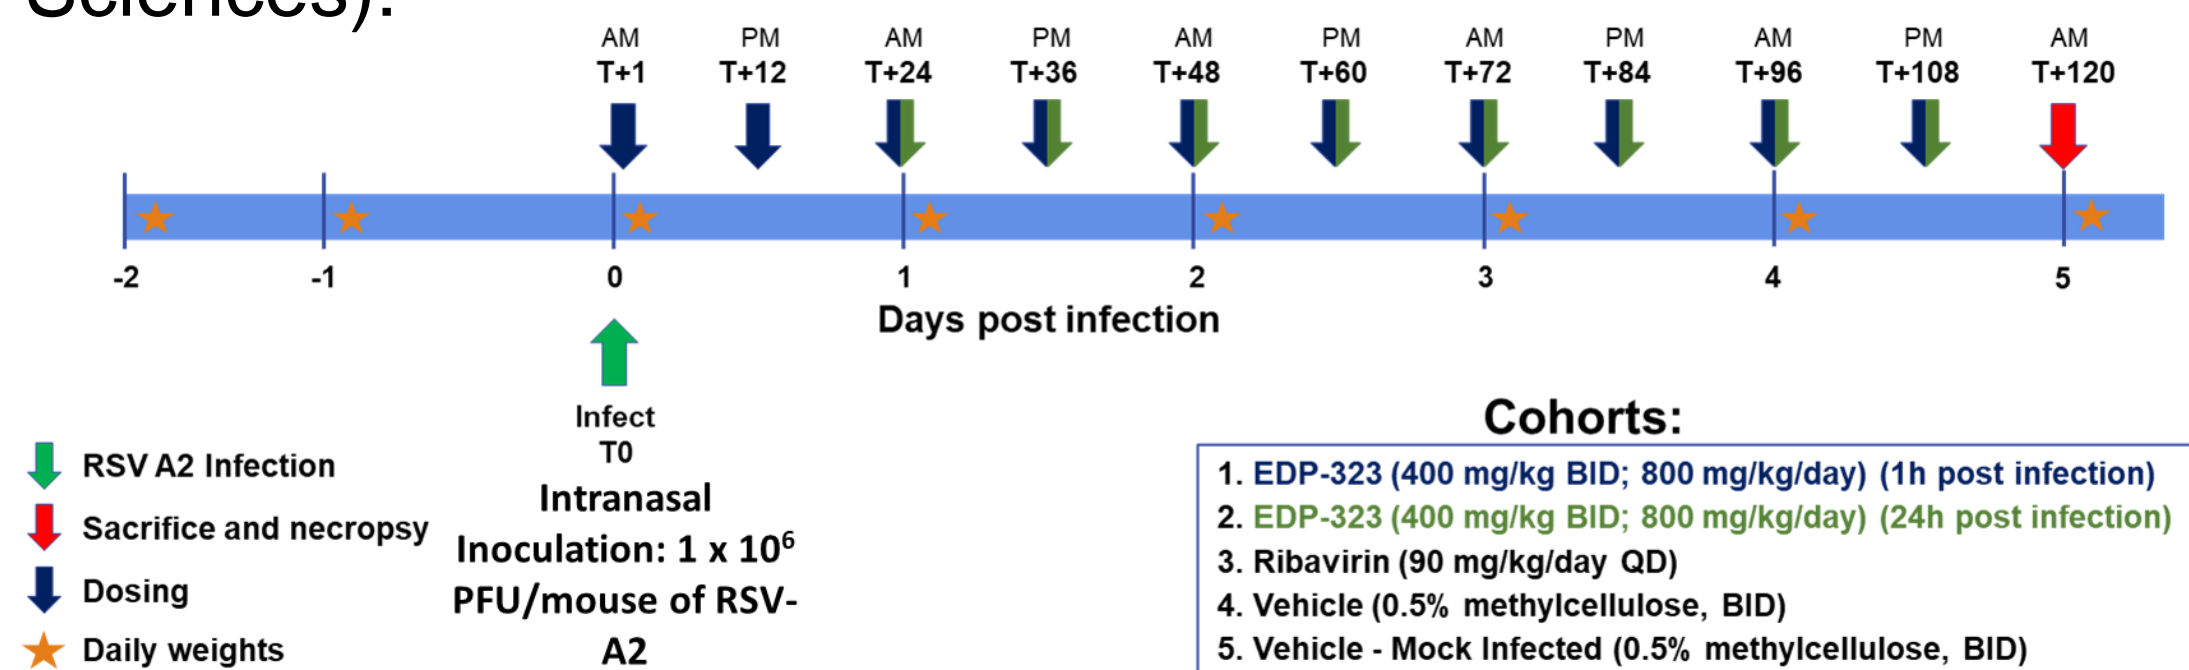 Sciences):
AM PM AM PM AM PM AM PM AM PM AM
T+1 T+12 T+24 T+36 T+48 T+60 T+72 T+84 T+96 T+108 T+120
-2 -1 0 1 2 3 4 5
Days post infection
Infect
T0
Intranasal
Inoculation: 1 x 10⁶
PFU/mouse of RSV-
A2
RSV A2 Infection
Sacrifice and necropsy
Dosing
Daily weights
Cohorts:
1. EDP-323 (400 mg/kg BID; 800 mg/kg/day) (1h post infection)
2. EDP-323 (400 mg/kg BID; 800 mg/kg/day) (24h post infection)
3. Ribavirin (90 mg/kg/day QD)
4. Vehicle (0.5% methylcellulose, BID)
5. Vehicle - Mock Infected (0.5% methylcellulose, BID)